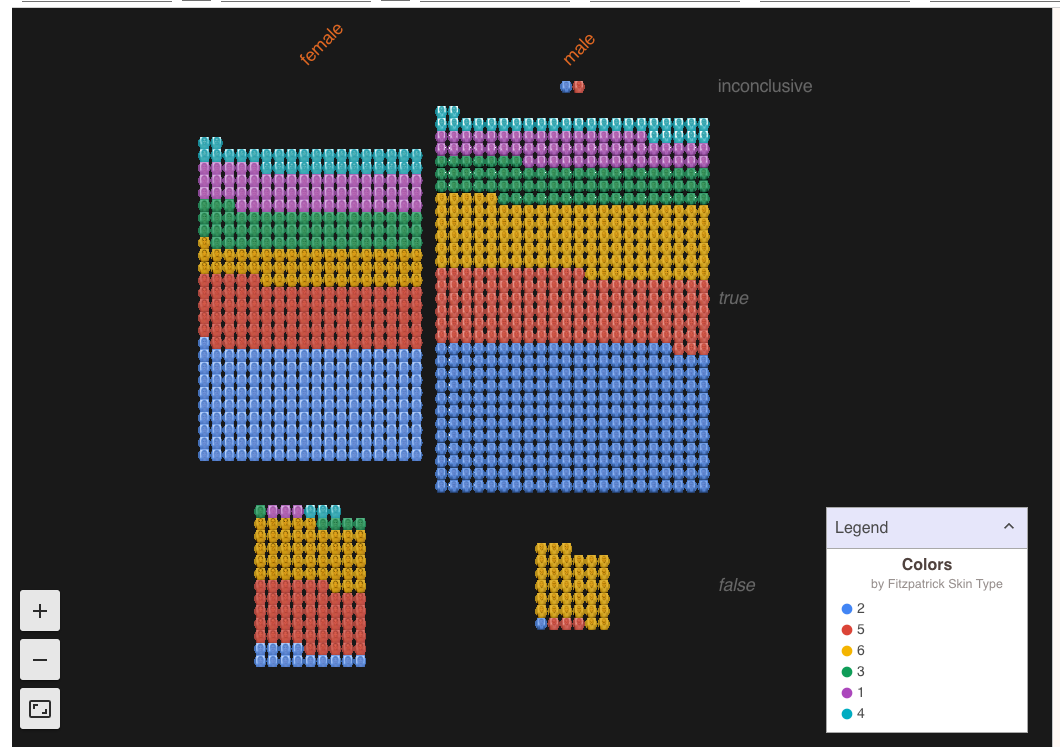 female
male
inconclusive
true
false
Legend
Colors
by Fitzpatrick Skin Type
2
5
6
3
1
4